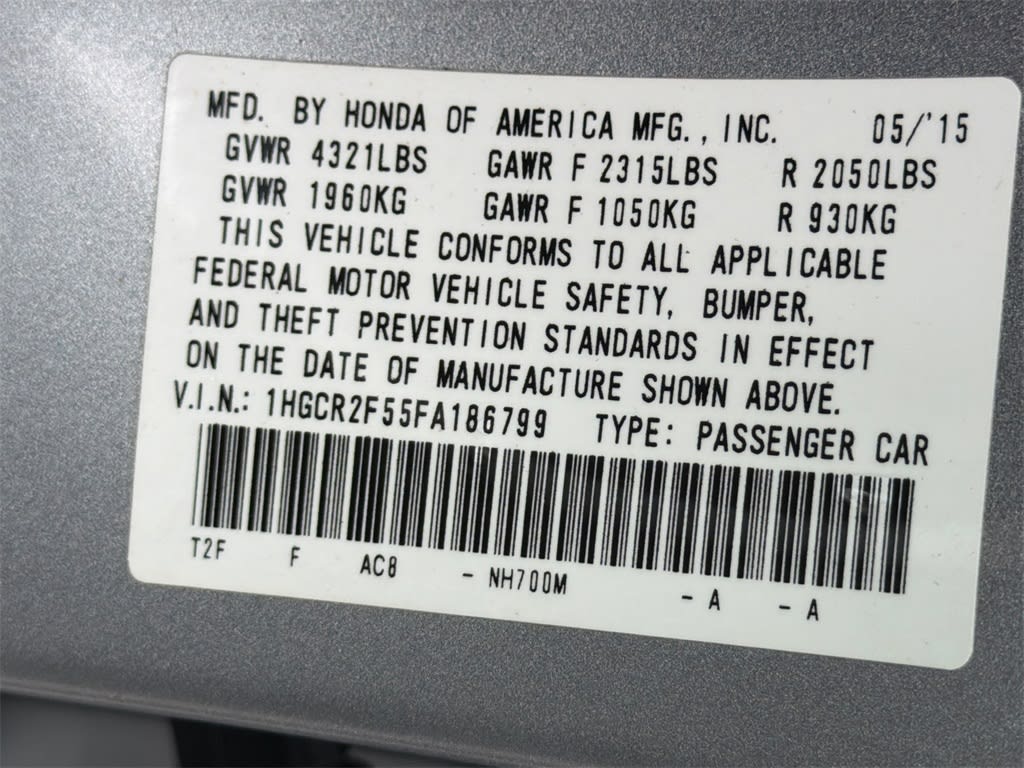 MFD. BY HONDA OF AMERICA MFG., INC. 05/'15
GVWR 4321LBS GAWR F 2315LBS R 2050LBS
GVWR 1960KG GAWR F 1050KG R 930KG
THIS VEHICLE CONFORMS TO ALL APPLICABLE
FEDERAL MOTOR VEHICLE SAFETY, BUMPER,
AND THEFT PREVENTION STANDARDS IN EFFECT
ON THE DATE OF MANUFACTURE SHOWN ABOVE.
V.I.N.: 1HGCR2F55FA186799 TYPE: PASSENGER CAR
T2F F AC8 - NH700M - A - A